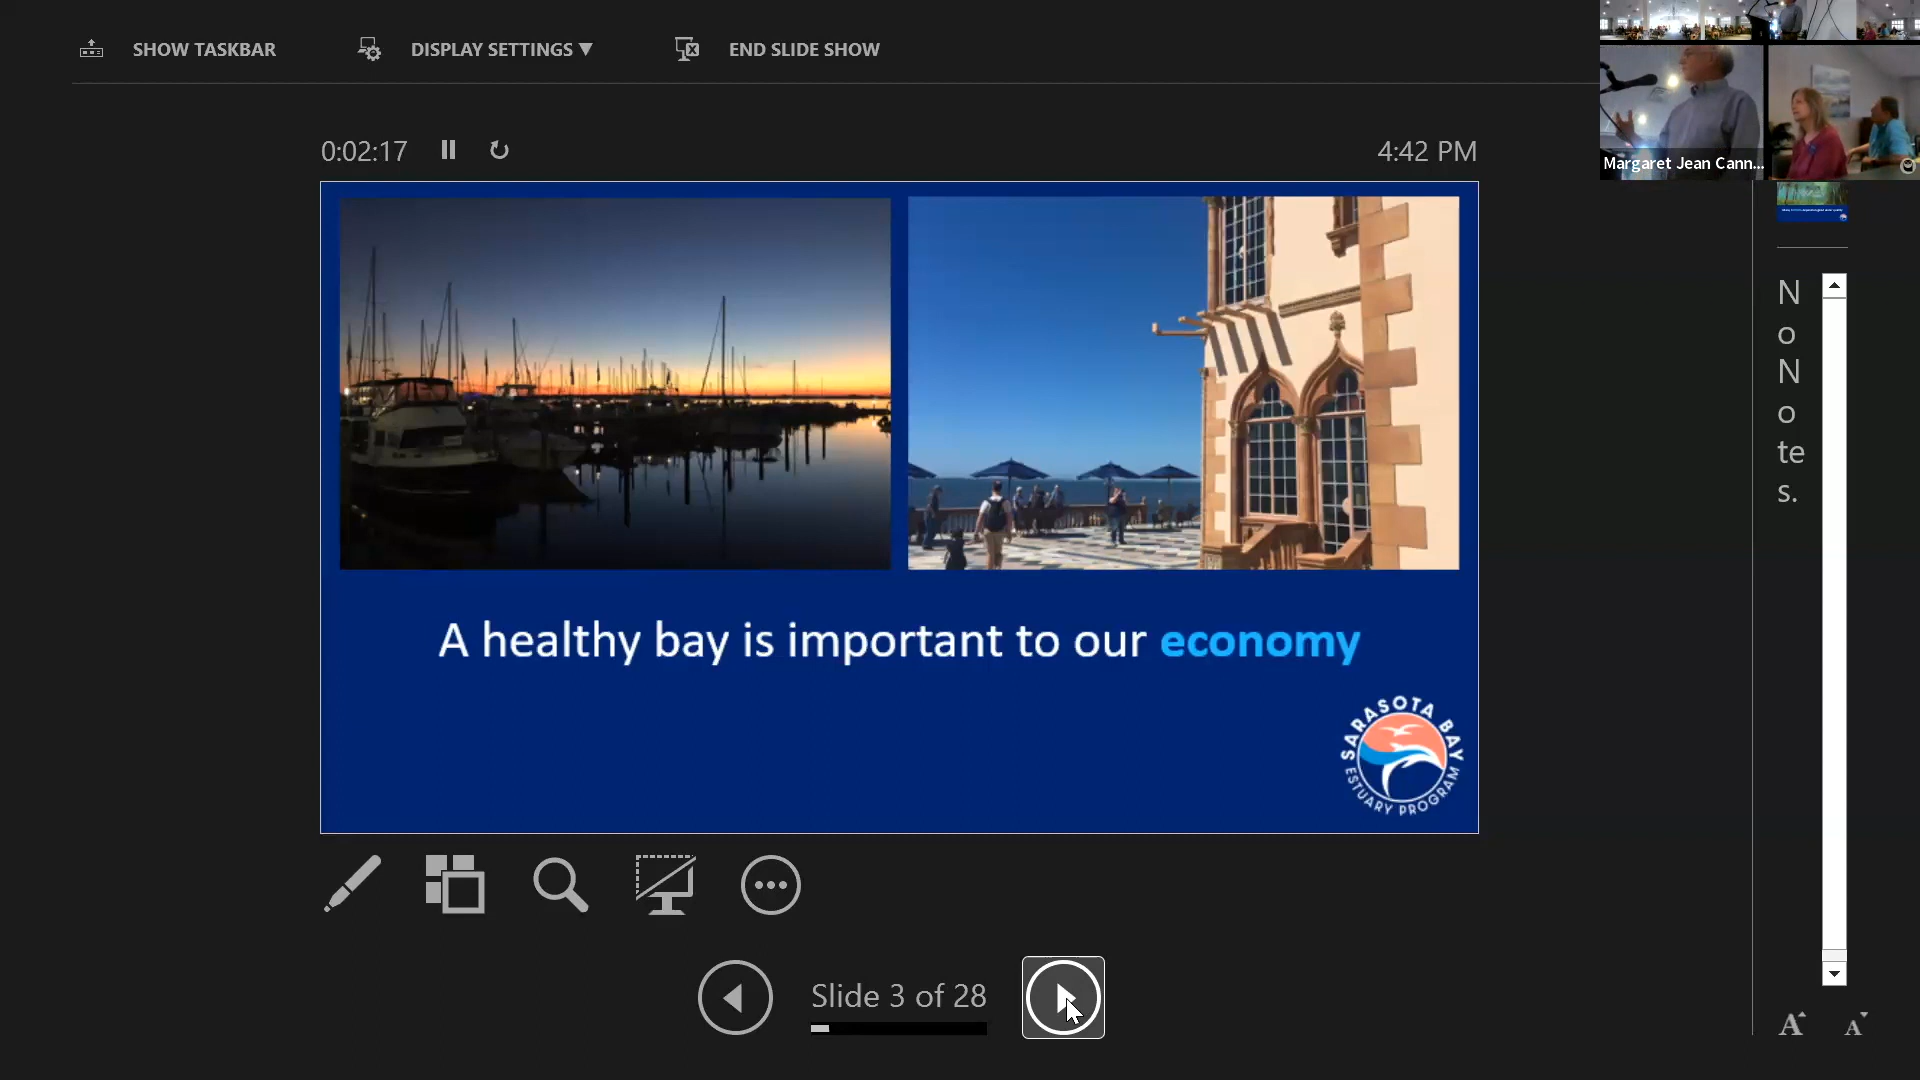 SHOW TASKBAR
DISPLAY SETTINGS ▼
END SLIDE SHOW
Margaret Jean Cann...
0:02:17
4:42 PM
A healthy bay is important to our economy
SARASOTA BAY
ESTUARY PROGRAM
N
o
N
o
te
s.
Slide 3 of 28
A
A